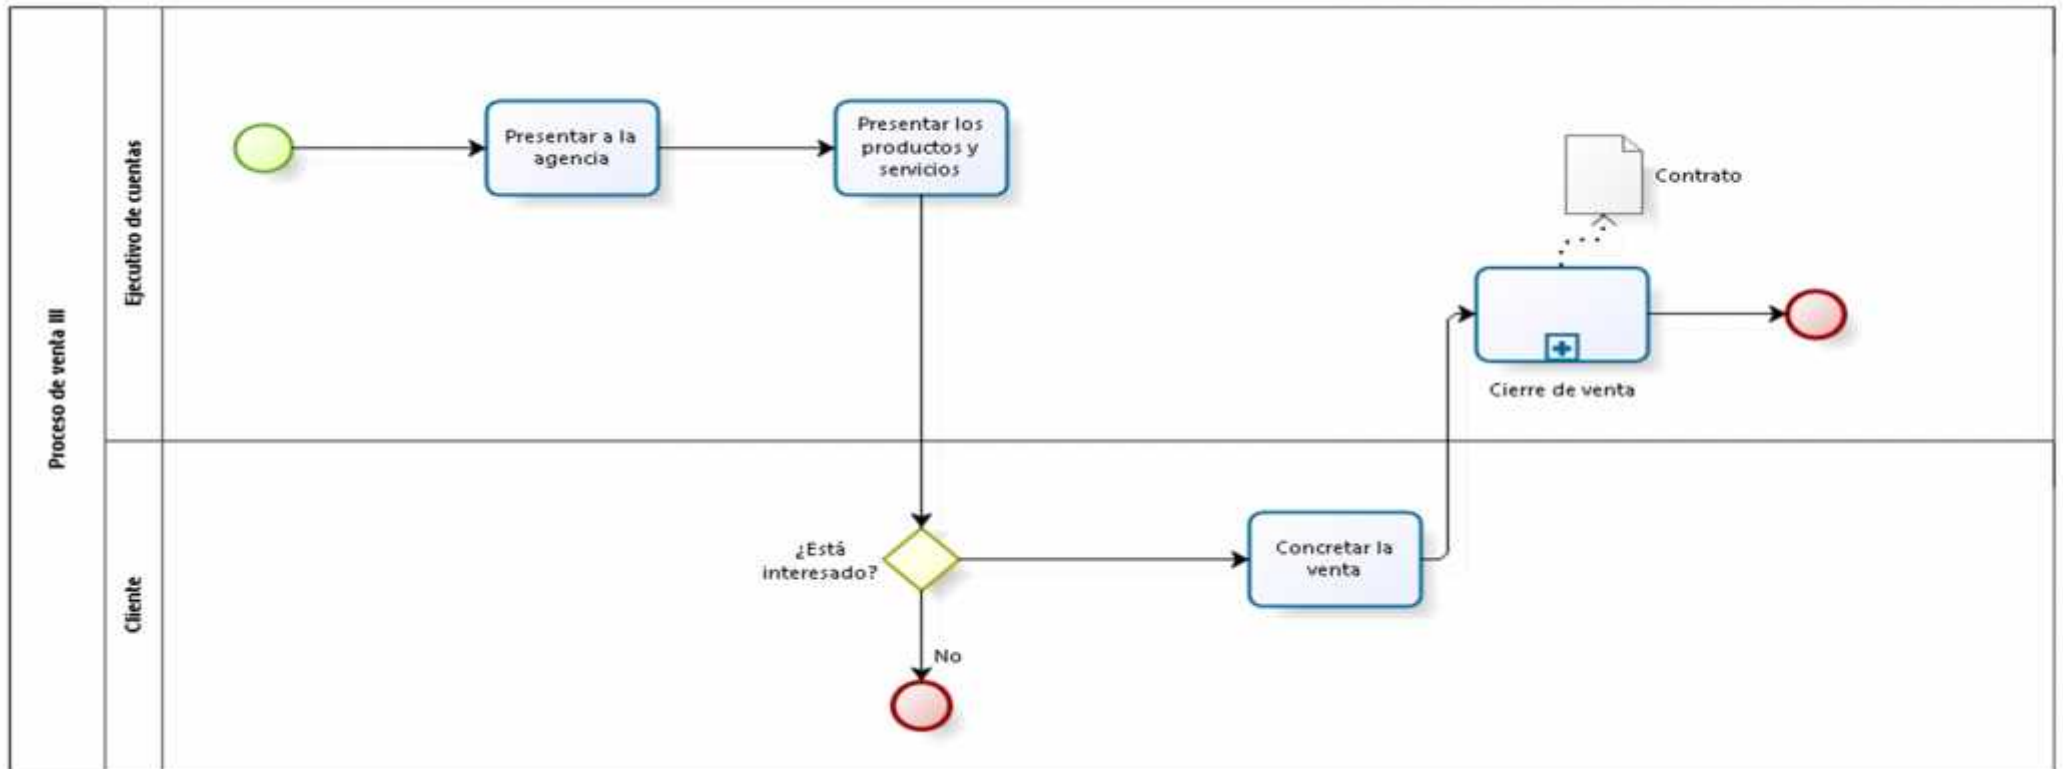 Proceso de venta III
Ejecutivo de cuentas
Presentar a la
agencia
Presentar los
productos y
servicios
Contrato
Cierre de venta
Cliente
¿Está
interesado?
Concretar la
venta
No